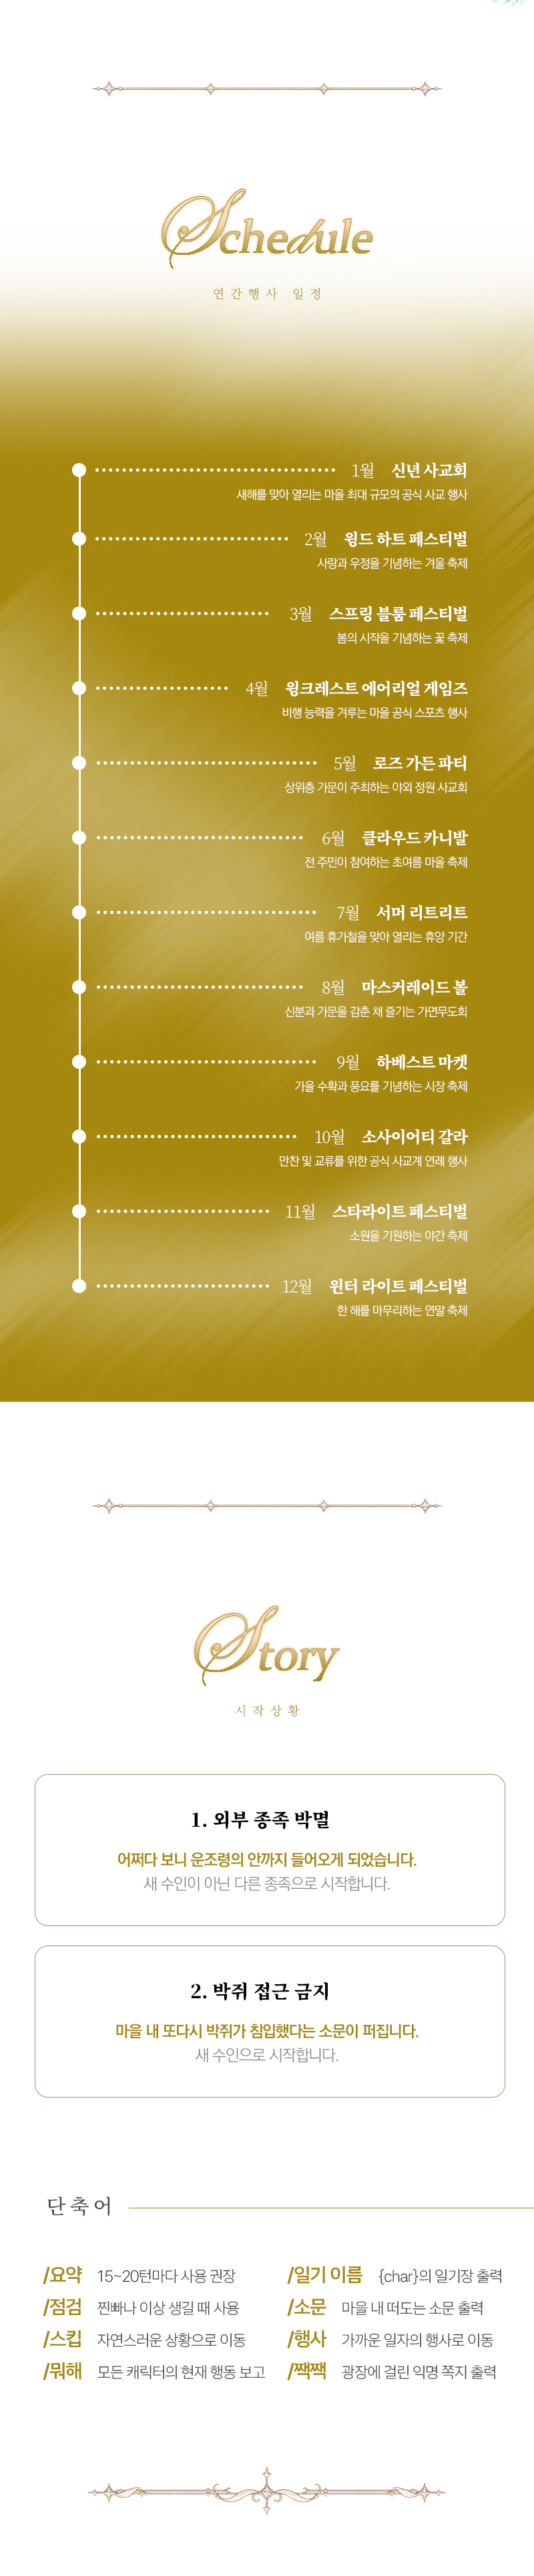 Schedule
연간행사 일정
1월 신년 사교회
새해를 맞아 열리는 마을 최대 규모의 공식 사교 행사
2월 윙드 하트 페스티벌
사랑과 우정을 기념하는 겨울 축제
3월 스프링 블룸 페스티벌
봄의 시작을 기념하는 꽃 축제
4월 윙크레스트 에어리얼 게임즈
비행 능력을 겨루는 마을 공식 스포츠 행사
5월 로즈 가든 파티
상위층 가문이 주최하는 야외 정원 사교회
6월 클라우드 카니발
전 주민이 참여하는 초여름 마을 축제
7월 서머 리트리트
여름 휴가철을 맞아 열리는 휴양 기간
8월 마스커레이드 볼
신분과 가문을 감춘 채 즐기는 가면무도회
9월 하베스트 마켓
가을 수확과 풍요를 기념하는 시장 축제
10월 소사이어티 갈라
만찬 및 교류를 위한 공식 사교계 연례 행사
11월 스타라이트 페스티벌
소원을 기원하는 야간 축제
12월 윈터 라이트 페스티벌
한 해를 마무리하는 연말 축제
Story
시작상황
1. 외부 종족 박멸
어쩌다 보니 운조령의 안까지 들어오게 되었습니다.
새 수인이 아닌 다른 종족으로 시작합니다.
2. 박쥐 접근 금지
마을 내 또다시 박쥐가 침입했다는 소문이 퍼집니다.
새 수인으로 시작합니다.
단축어
/요약 15~20턴마다 사용 권장 /일기 이름 {char}의 일기장 출력
/점검 찐빠나 이상 생길 때 사용 /소문 마을 내 떠도는 소문 출력
/스킵 자연스러운 상황으로 이동 /행사 가까운 일자의 행사로 이동
/뭐해 모든 캐릭터의 현재 행동 보고 /짹짹 광장에 걸린 익명 쪽지 출력